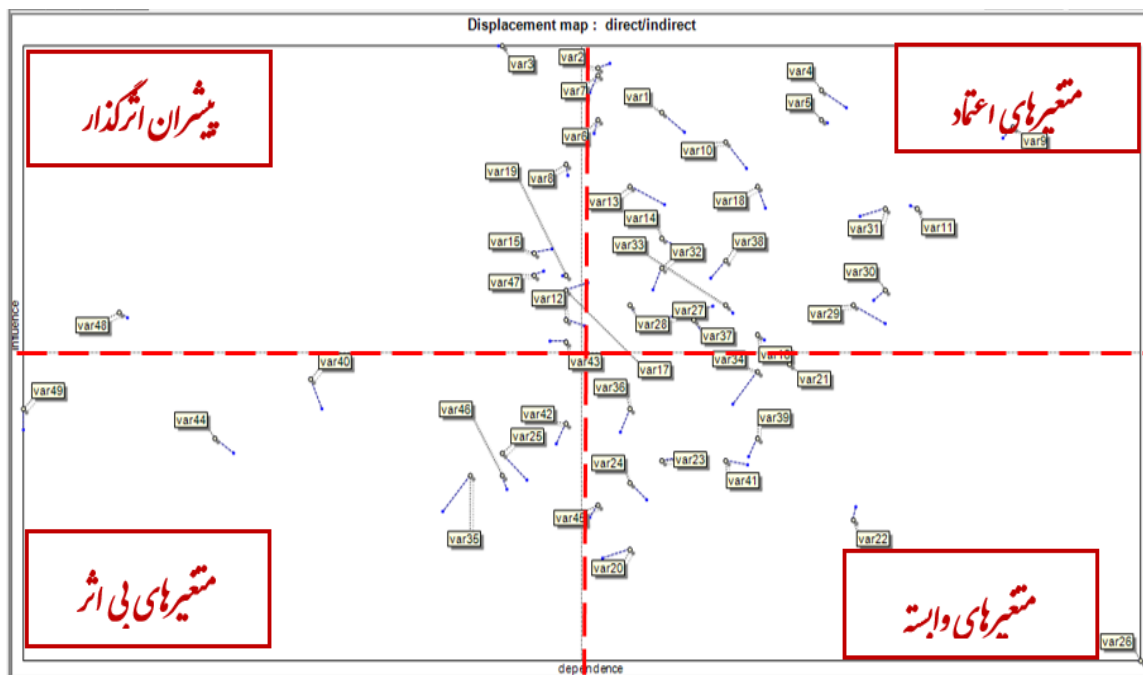 Displacement map : direct/indirect
پیشران اثرگذار
متغیرهای اعتماد
var3
var2
var7
var1
var4
var5
var6
var10
var9
var19
var8
var13
var18
var14
var15
var33
var32
var38
var31
var11
var47
var12
var30
var48
var28
var27
var37
var29
influence
var40
var43
var17
var34
var21
var49
var44
var46
var42
var25
var36
var39
var24
var23
var41
var35
var45
var20
var22
متغیرهای بی اثر
متغیرهای وابسته
var26
dependence